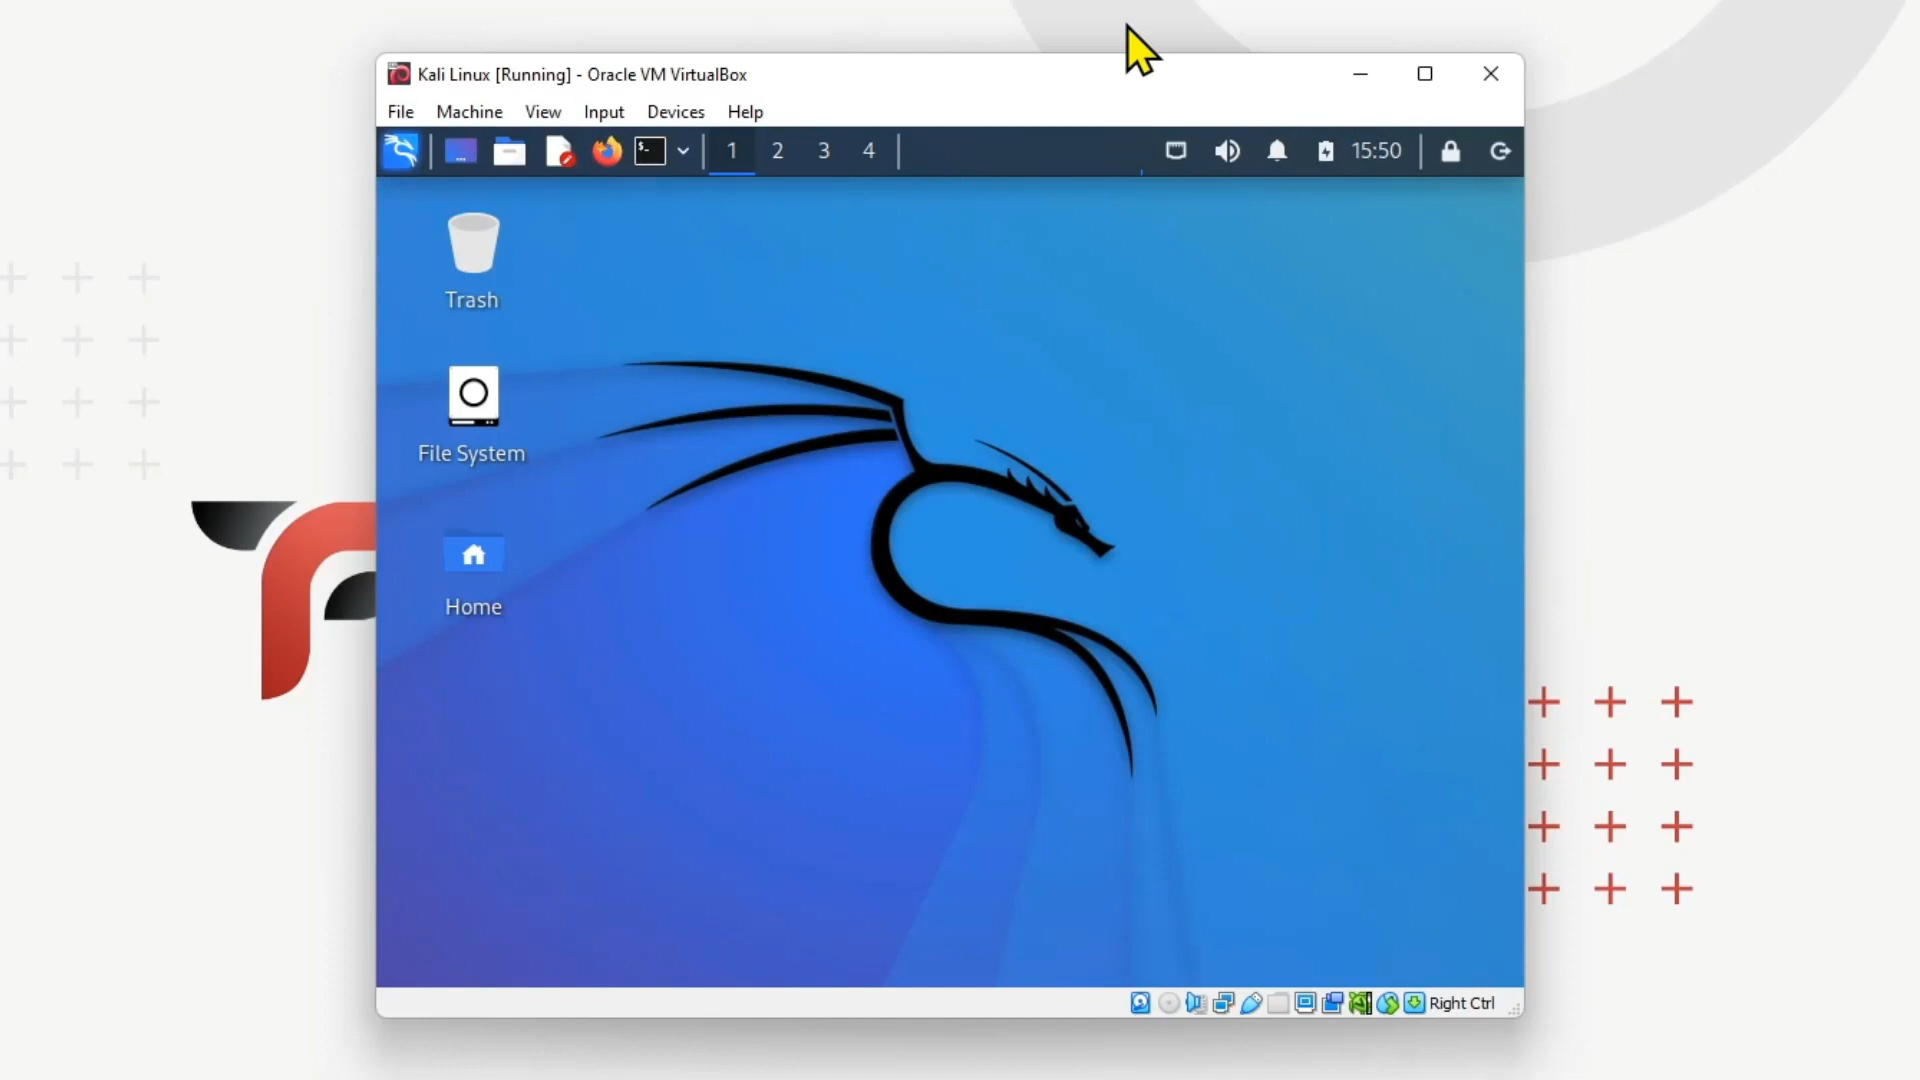 Kali Linux [Running] - Oracle VM VirtualBox
File Machine View Input Devices Help
$- 1 2 3 4 15:50
Trash
File System
Home
Right Ctrl